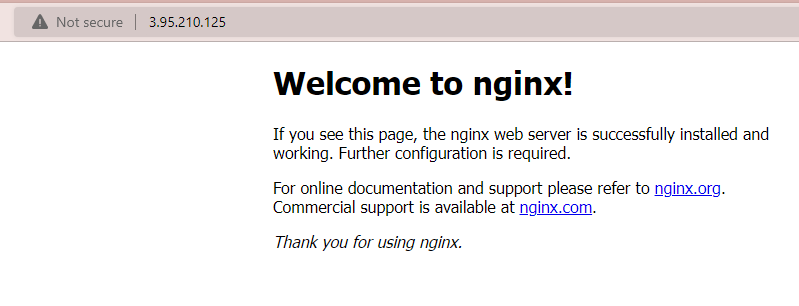 Not secure | 3.95.210.125
Welcome to nginx!
If you see this page, the nginx web server is successfully installed and
working. Further configuration is required.
For online documentation and support please refer to nginx.org.
Commercial support is available at nginx.com.
Thank you for using nginx.